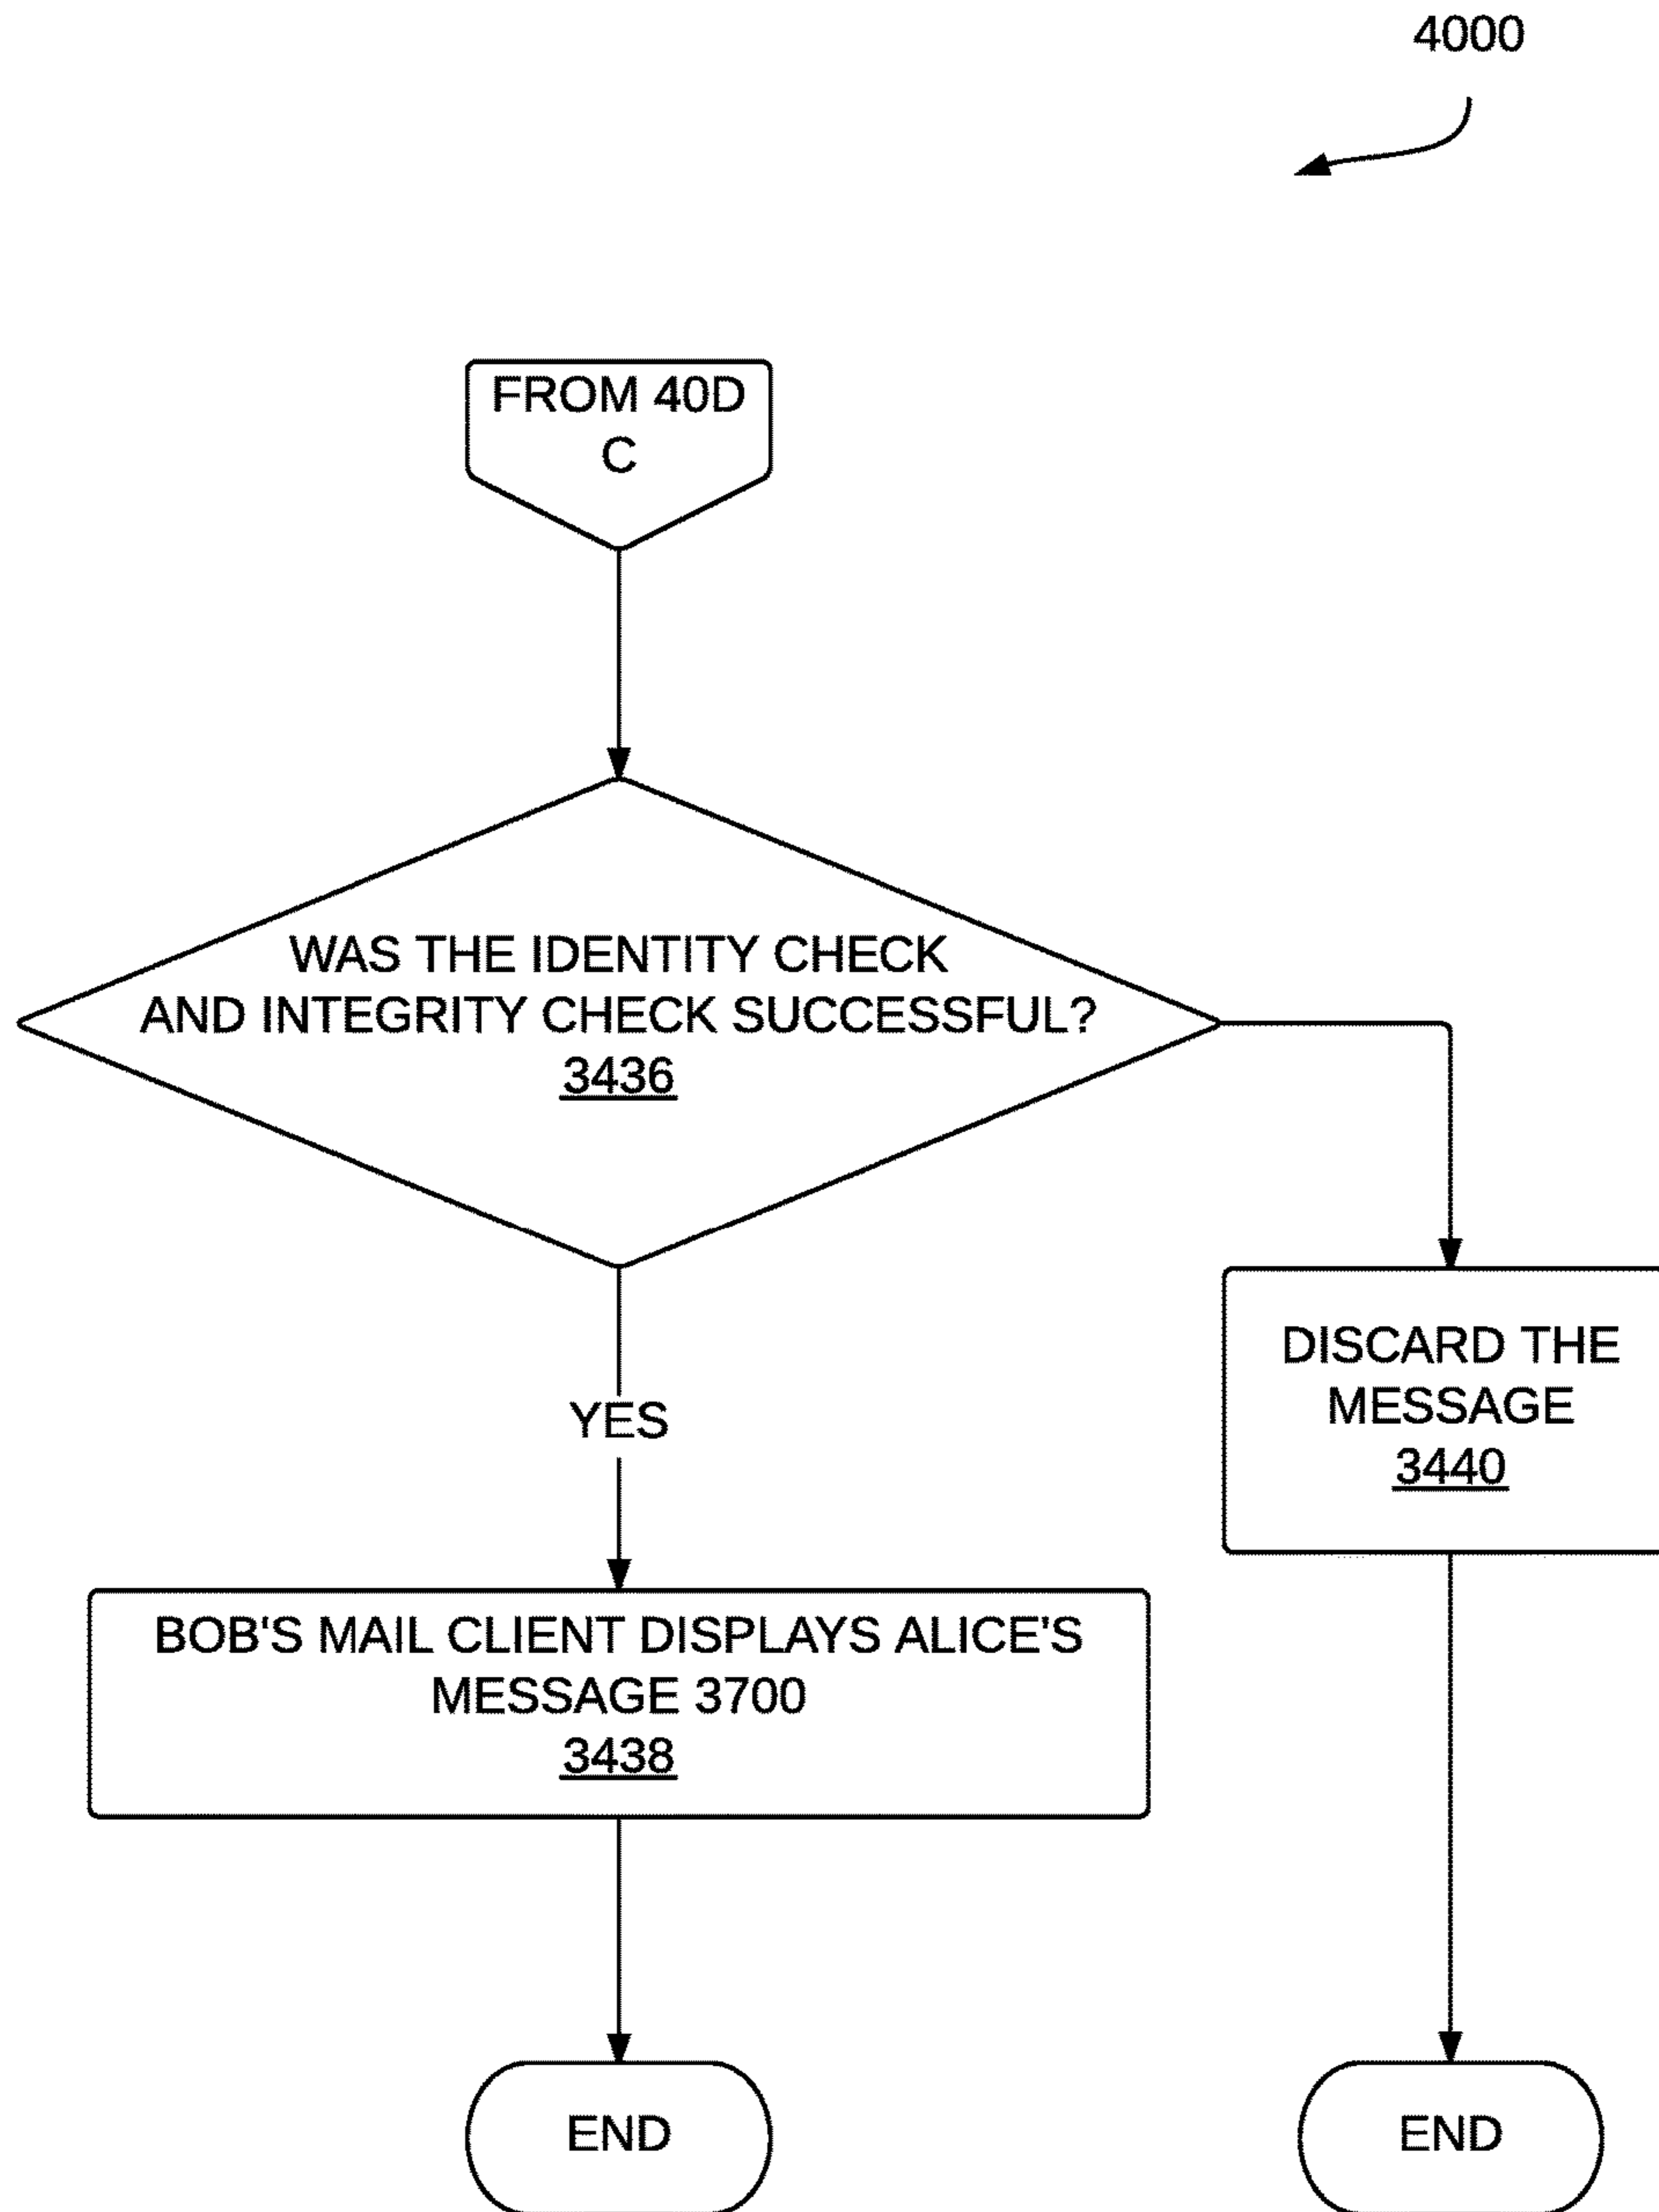 4000
FROM 40D
C
WAS THE IDENTITY CHECK
AND INTEGRITY CHECK SUCCESSFUL?
3436
YES
DISCARD THE
MESSAGE
3440
BOB'S MAIL CLIENT DISPLAYS ALICE'S
MESSAGE 3700
3438
END
END